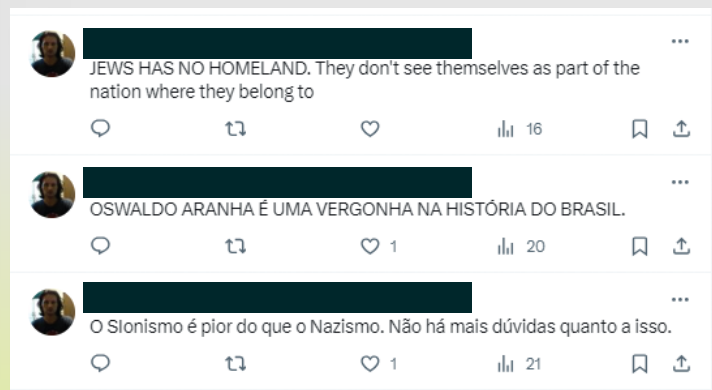 JEWS HAS NO HOMELAND. They don't see themselves as part of the
nation where they belong to
16
OSWALDO ARANHA É UMA VERGONHA NA HISTÓRIA DO BRASIL.
1 20
O SIonismo é pior do que o Nazismo. Não há mais dúvidas quanto a isso.
1 21